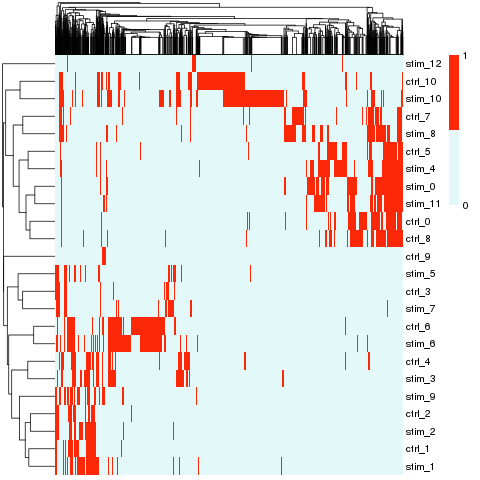 1
0
stim_12
ctrl_10
stim_10
ctrl_7
stim_8
ctrl_5
stim_4
stim_0
stim_11
ctrl_0
ctrl_8
ctrl_9
stim_5
ctrl_3
stim_7
ctrl_6
stim_6
ctrl_4
stim_3
stim_9
ctrl_2
stim_2
ctrl_1
stim_1